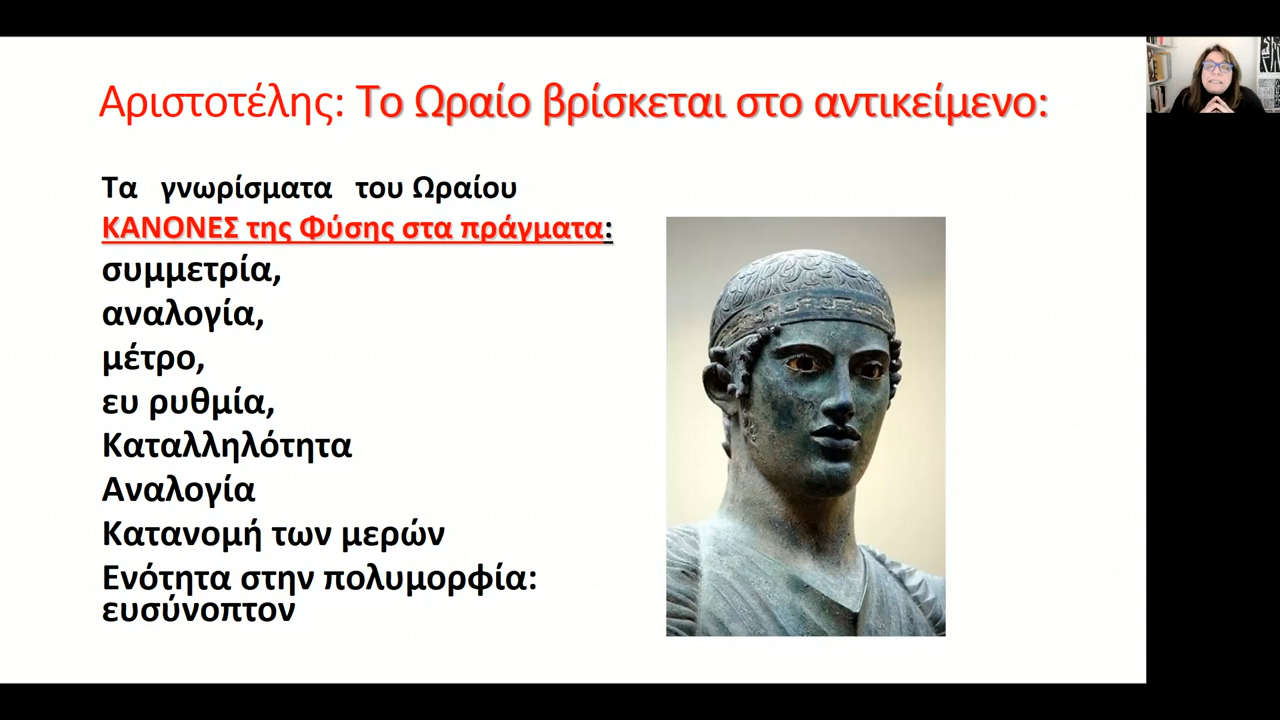 Αριστοτέλης: Το Ωραίο βρίσκεται στο αντικείμενο:
Τα γνωρίσματα του Ωραίου
ΚΑΝΟΝΕΣ της Φύσης στα πράγματα:
συμμετρία,
αναλογία,
μέτρο,
ευ ρυθμία,
Καταλληλότητα
Αναλογία
Κατανομή των μερών
Ενότητα στην πολυμορφία:
ευσύνοπτον